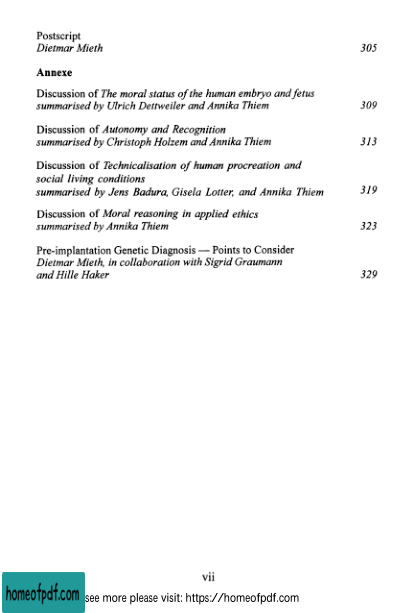 Postscript
Dietmar Mieth 305
Annexe
Discussion of The moral status of the human embryo and fetus
summarised by Ulrich Dettweiler and Annika Thiem 309
Discussion of Autonomy and Recognition
summarised by Christoph Holzem and Annika Thiem 313
Discussion of Technicalisation of human procreation and
social living conditions
summarised by Jens Badura, Gisela Lotter, and Annika Thiem 319
Discussion of Moral reasoning in applied ethics
summarised by Annika Thiem 323
Pre-implantation Genetic Diagnosis — Points to Consider
Dietmar Mieth, in collaboration with Sigrid Graumann
and Hille Haker 329
vii
homeofpdf.com see more please visit: https://homeofpdf.com